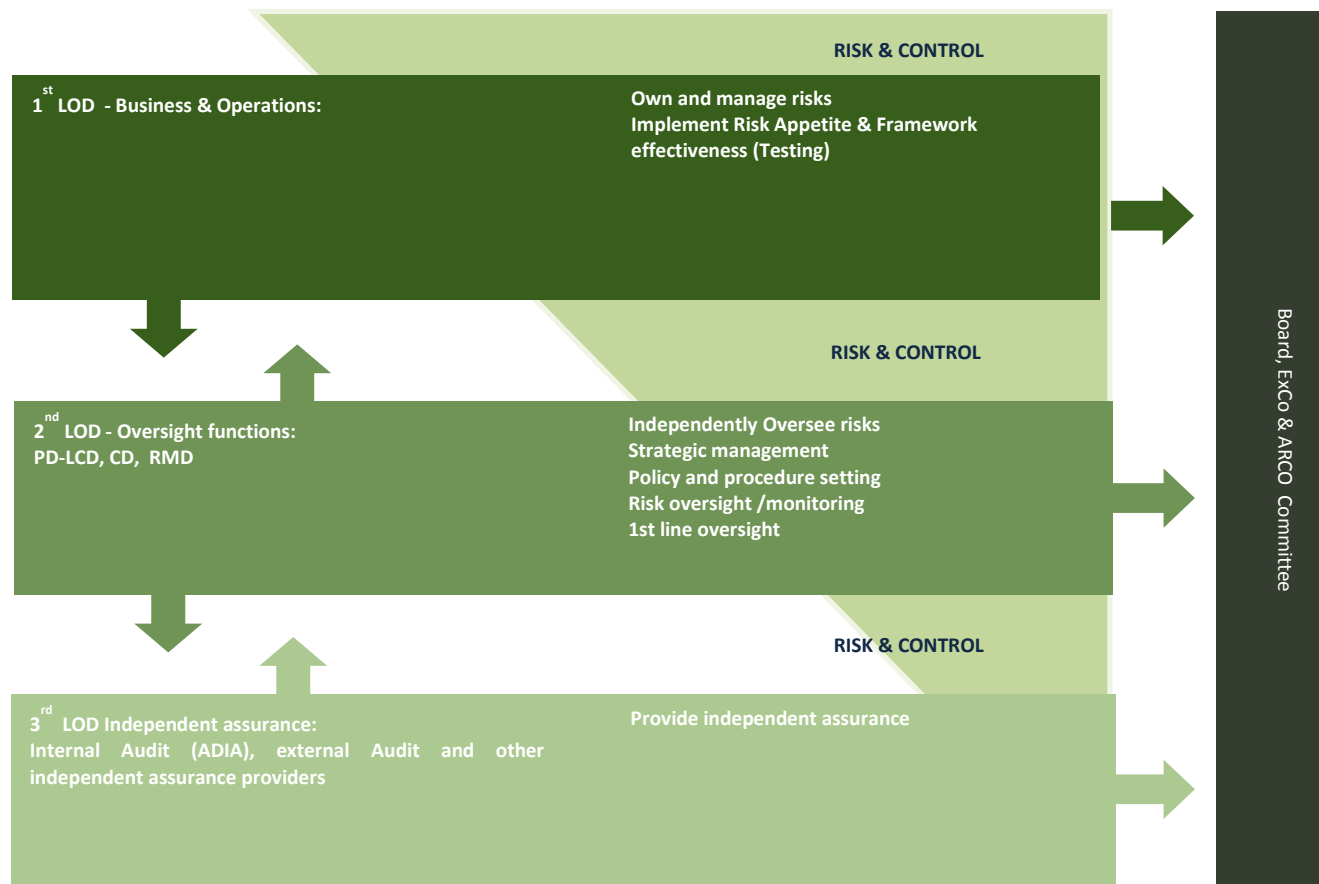 RISK & CONTROL
1st LOD - Business & Operations:
Own and manage risks
Implement Risk Appetite & Framework
effectiveness (Testing)
RISK & CONTROL
2nd LOD - Oversight functions:
PD-LCD, CD, RMD
Independently Oversee risks
Strategic management
Policy and procedure setting
Risk oversight /monitoring
1st line oversight
RISK & CONTROL
3rd LOD Independent assurance:
Internal Audit (ADIA), external Audit and other
independent assurance providers
Provide independent assurance
Board, ExCo & ARCO Committee